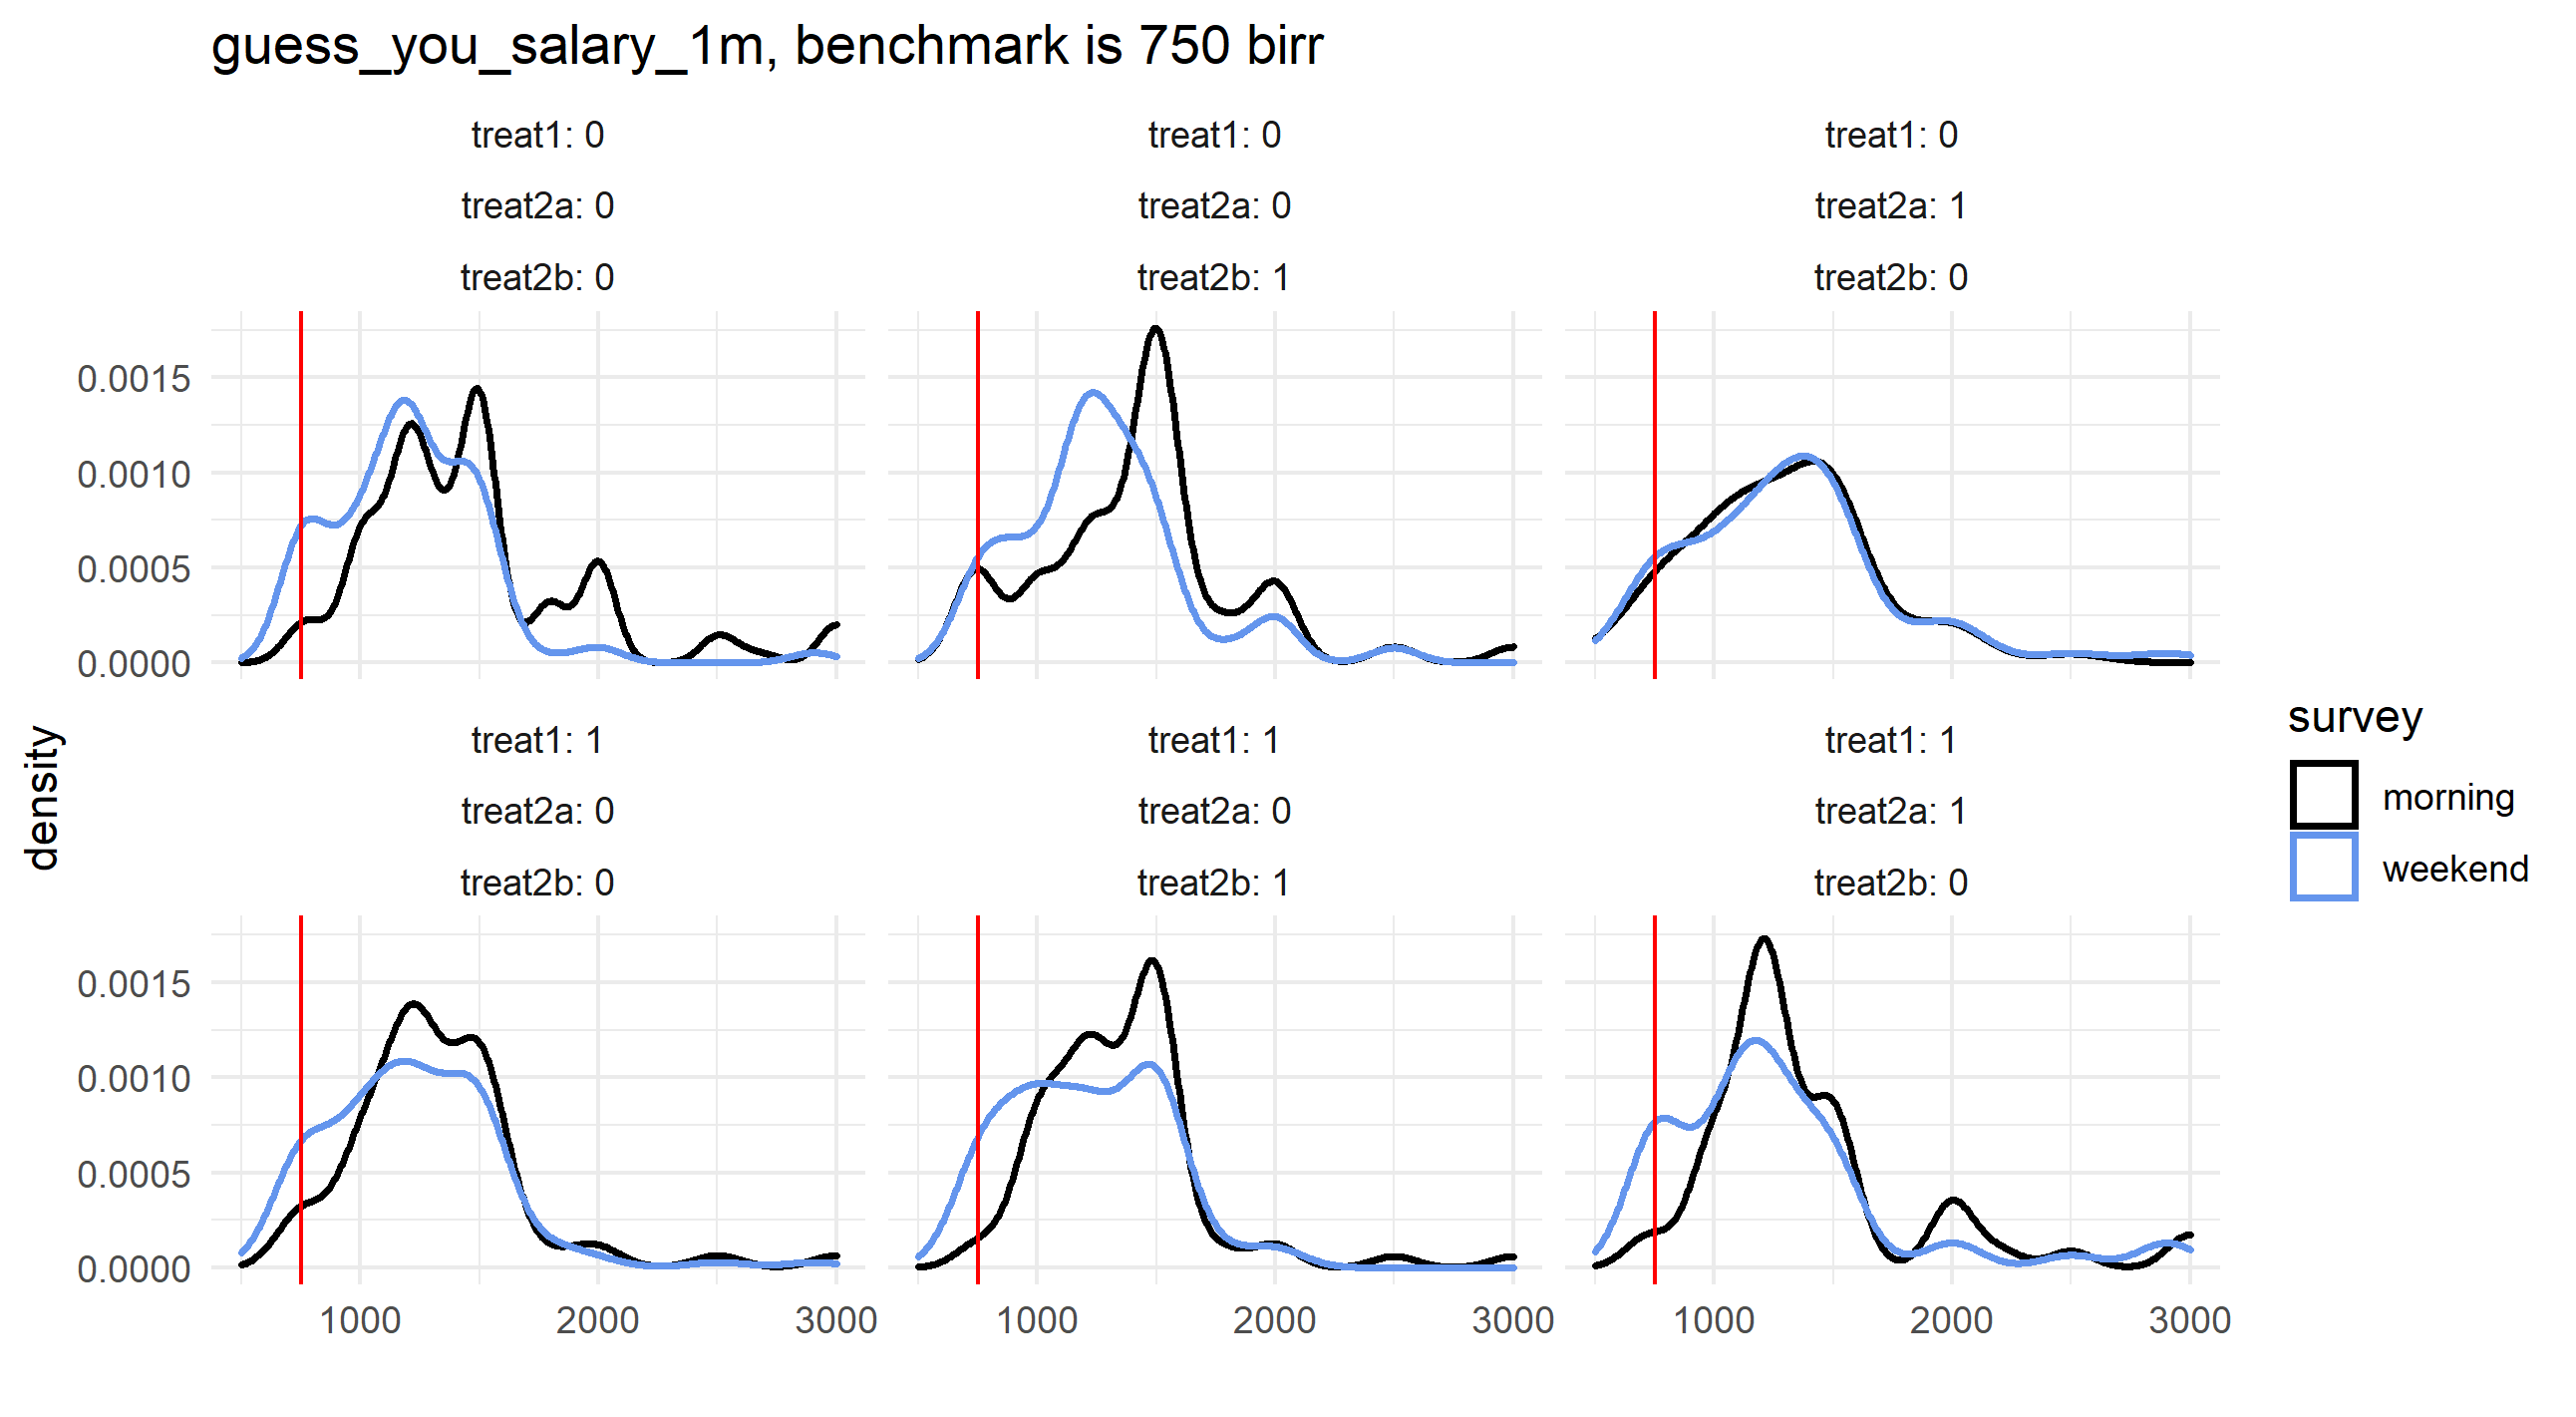 guess_you_salary_1m, benchmark is 750 birr
treat1: 0
treat2a: 0
treat2b: 0
treat1: 0
treat2a: 0
treat2b: 1
treat1: 0
treat2a: 1
treat2b: 0
0.0015
0.0010
0.0005
0.0000
treat1: 1
treat2a: 0
treat2b: 0
treat1: 1
treat2a: 0
treat2b: 1
treat1: 1
treat2a: 1
treat2b: 0
0.0015
0.0010
0.0005
0.0000
1000 2000 3000
1000 2000 3000
1000 2000 3000
density
survey
morning
weekend